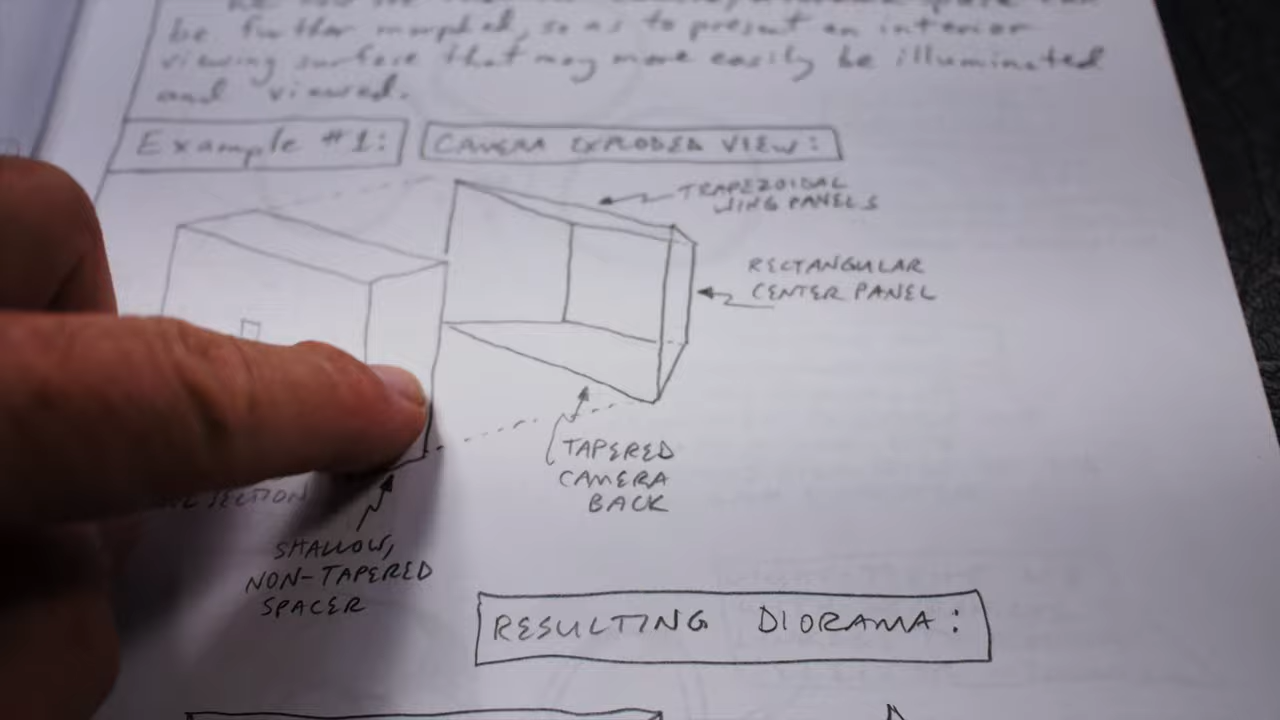 be further morphed, so as to present an interior
viewing surface that may more easily be illuminated
and viewed.
Example #1: CAMERA EXPLODED VIEW:
TRAPEZOIDAL
WING PANELS
RECTANGULAR
CENTER PANEL
TAPERED
CAMERA
BACK
SECTION
SHALLOW,
NON-TAPERED
SPACER
RESULTING DIORAMA: